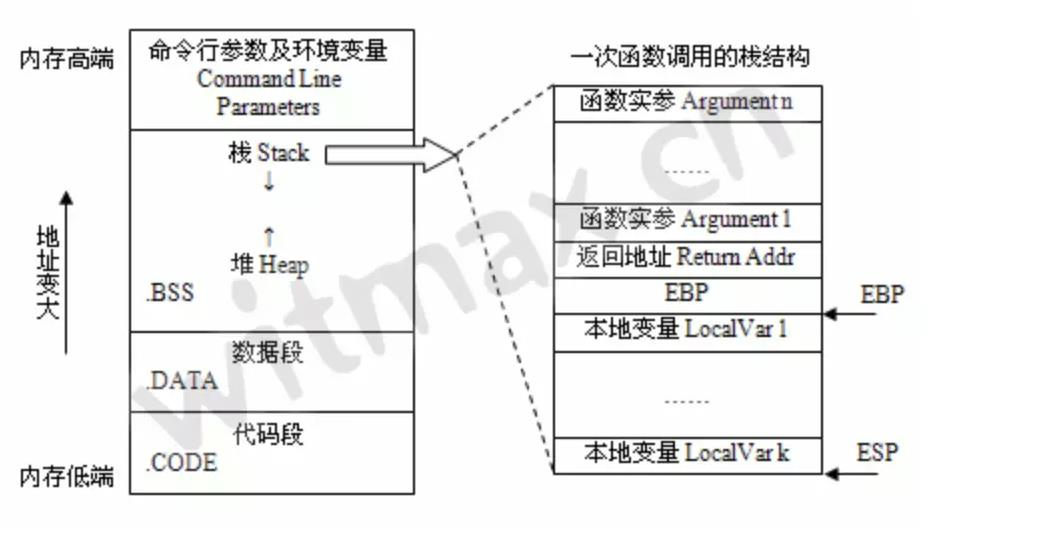 内存高端
命令行参数及环境变量
Command Line
Parameters
栈 Stack
↓
↑
堆 Heap
.BSS
地址变大
数据段
.DATA
代码段
.CODE
内存低端
一次函数调用的栈结构
函数实参 Argument n
......
函数实参 Argument 1
返回地址 Return Addr
EBP
EBP
本地变量 LocalVar 1
......
本地变量 LocalVar k
ESP
witmax.cn